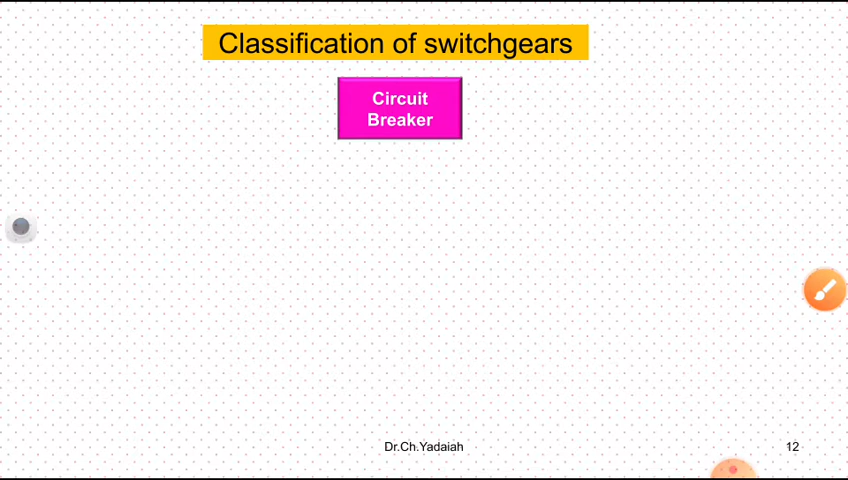 Classification of switchgears
Circuit
Breaker
Dr.Ch.Yadaiah
12